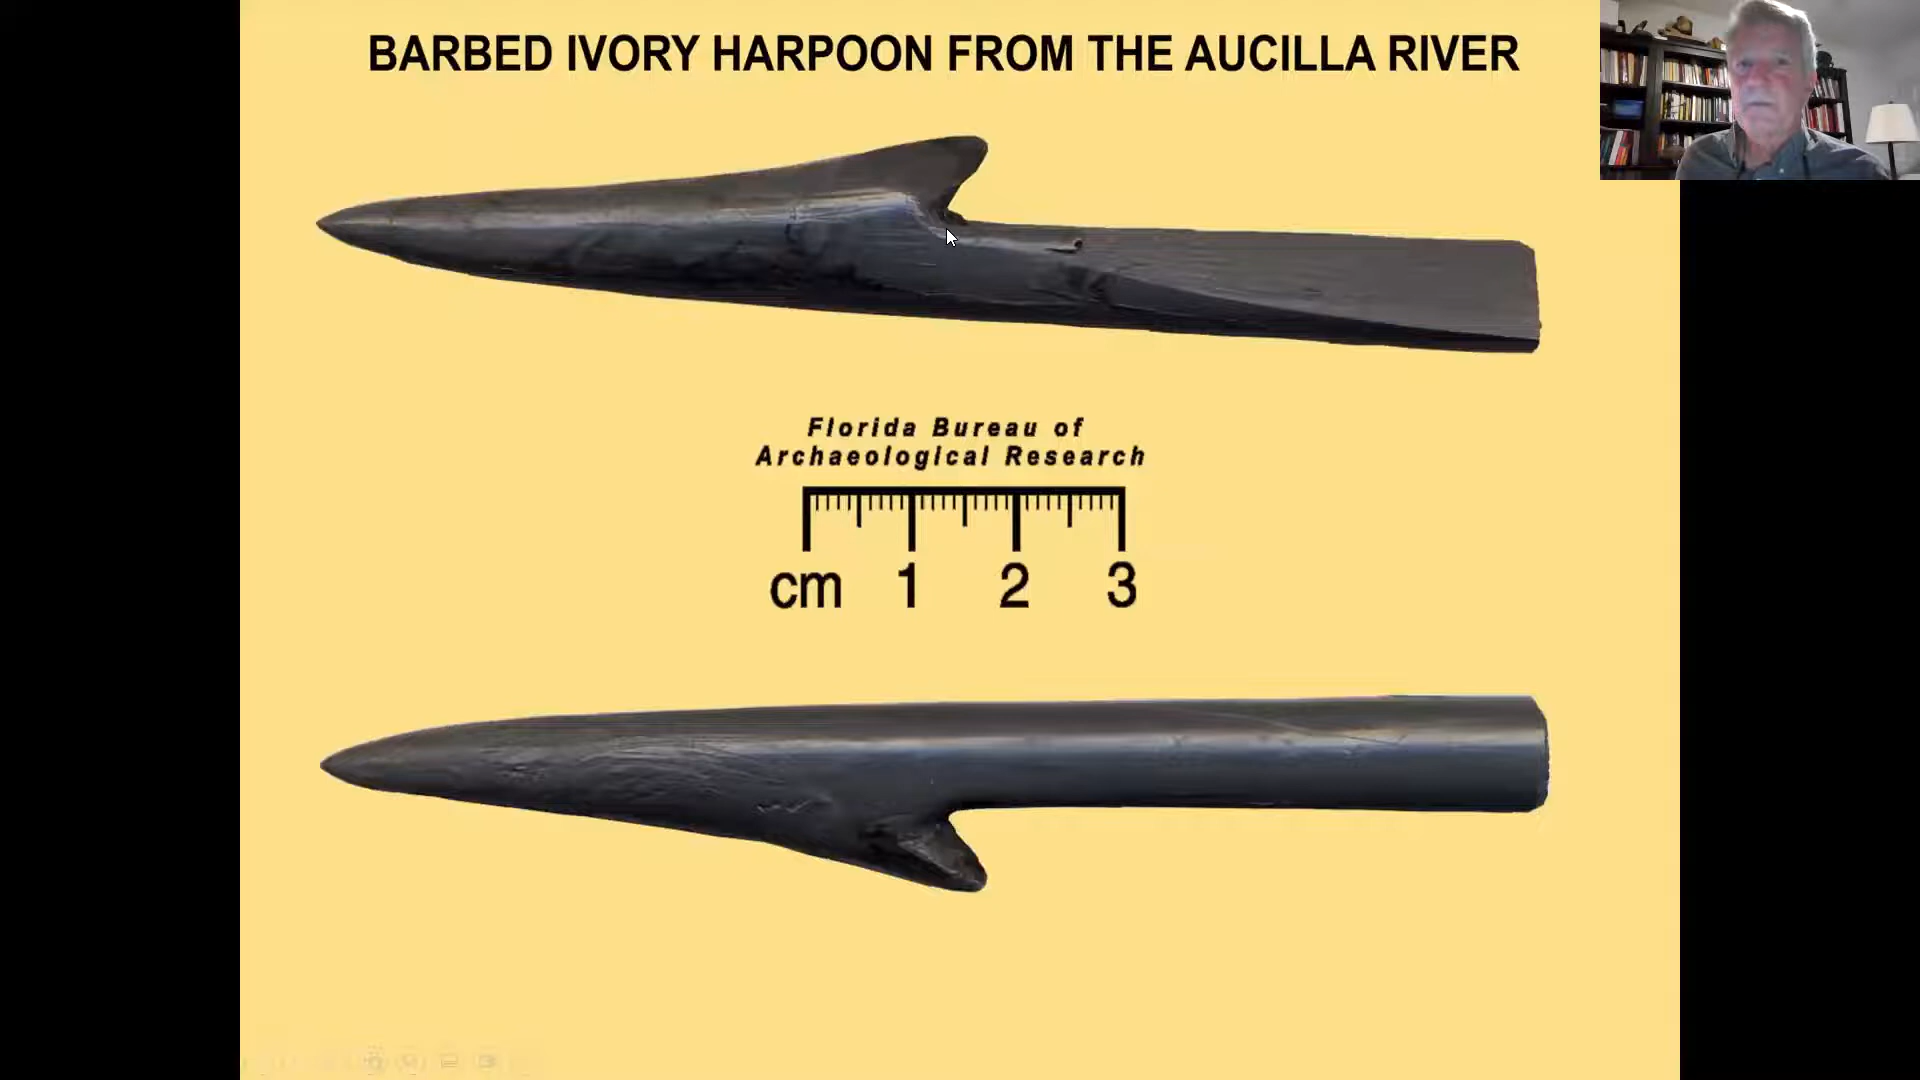 BARBED IVORY HARPOON FROM THE AUCILLA RIVER
Florida Bureau of
Archaeological Research
cm 1 2 3